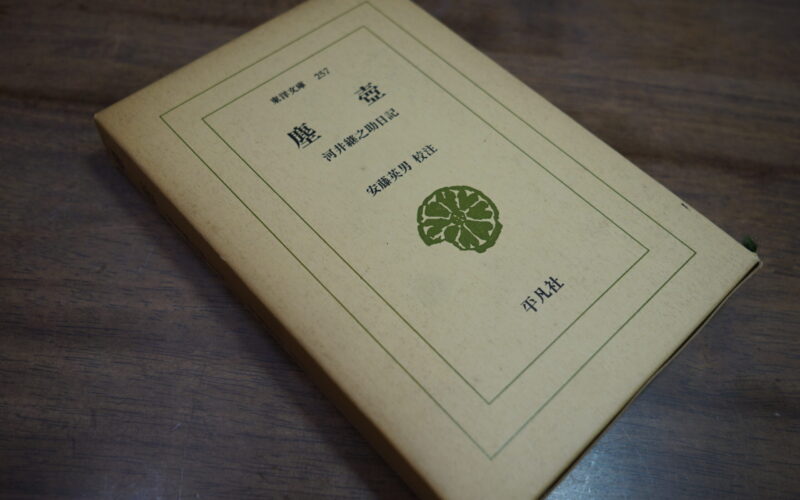 東洋文庫 257
塵壺
河井継之助日記
安藤英男 校注
平凡社